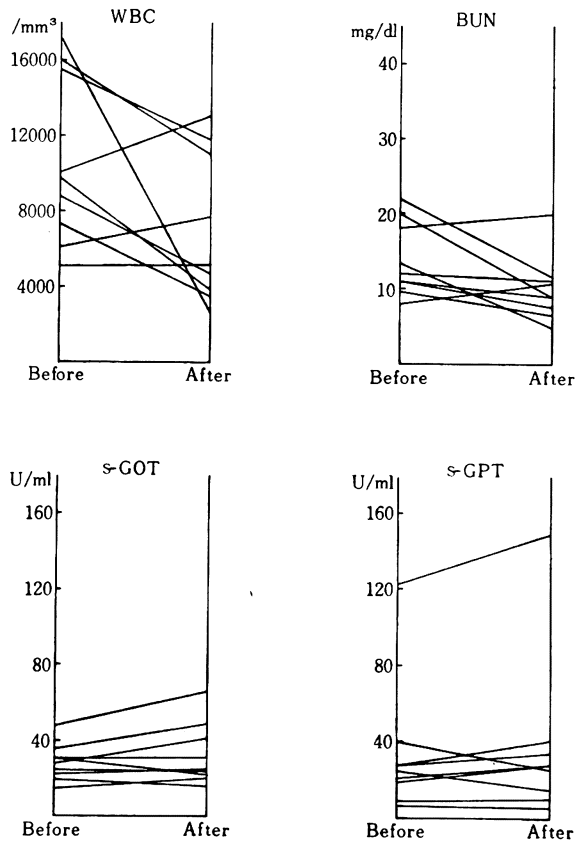 WBC
/mm³
16000
12000
8000
4000
Before After
BUN
mg/dl
40
30
20
10
Before After
s-GOT
U/ml
160
120
80
40
Before After
s-GPT
U/ml
160
120
80
40
Before After